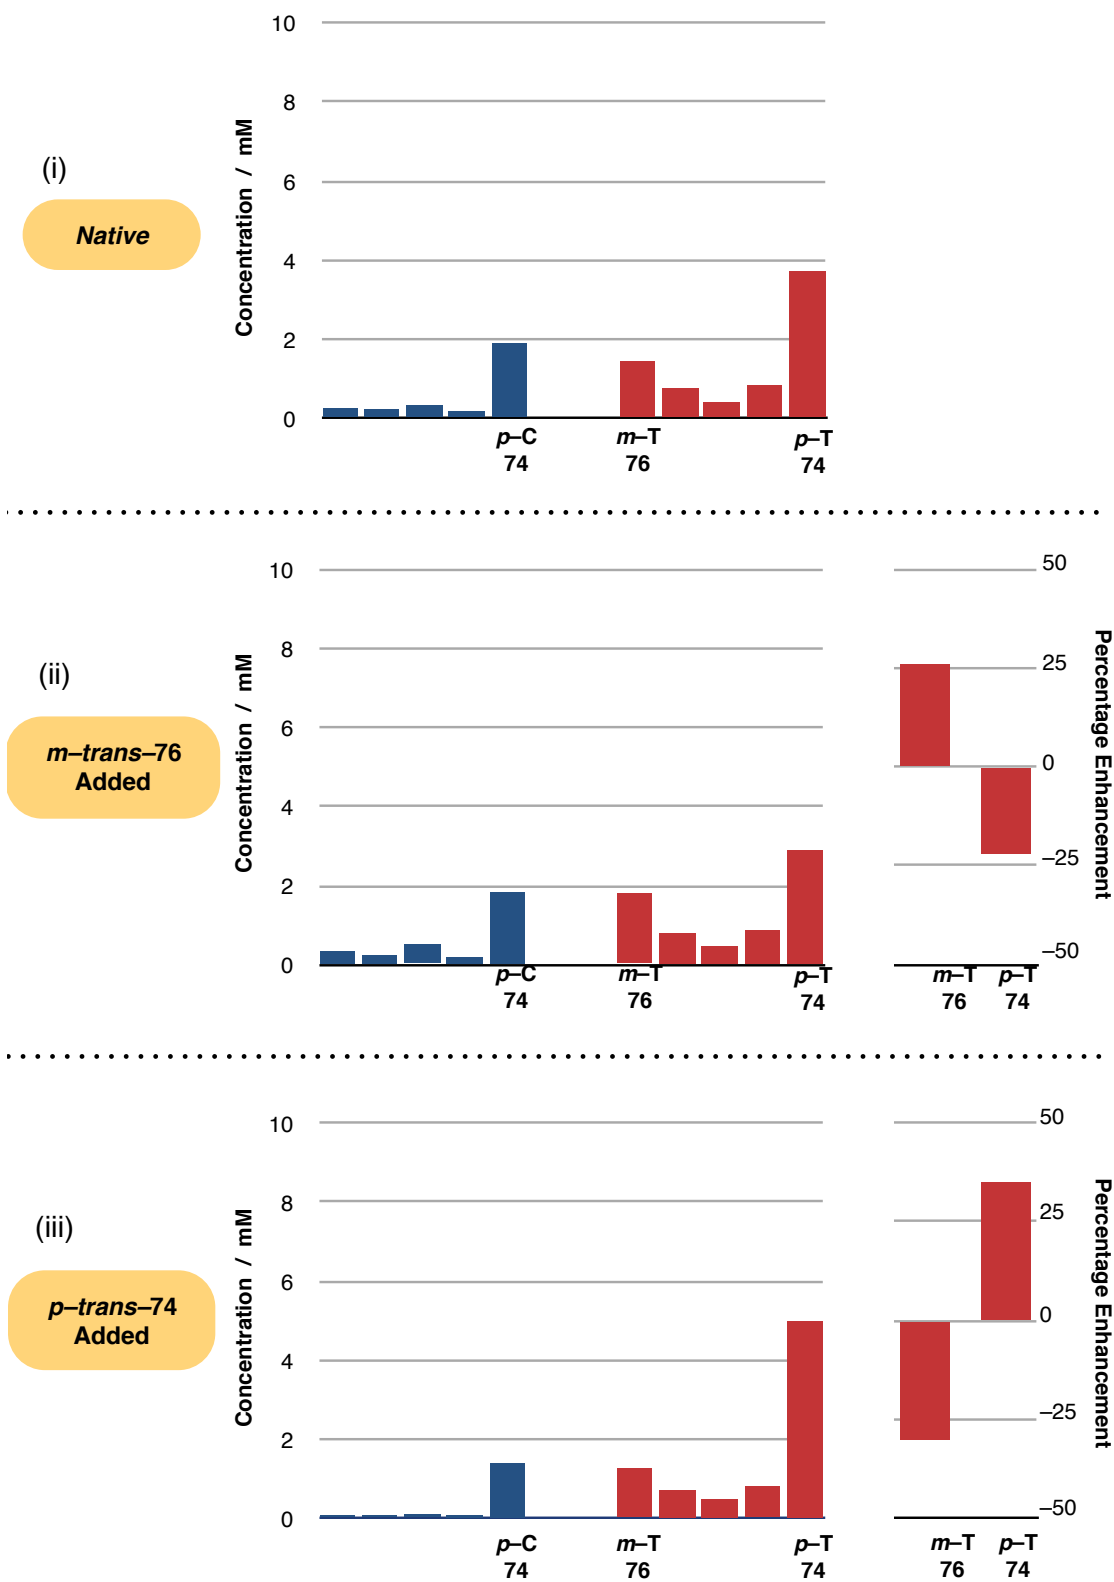 (i)
Native
Concentration / mM
10
8
6
4
2
0
p–C
74
m–T
76
p–T
74
(ii)
m–trans–76
Added
Concentration / mM
10
8
6
4
2
0
p–C
74
m–T
76
p–T
74
50
25
0
–25
–50
Percentage Enhancement
m–T
76
p–T
74
(iii)
p–trans–74
Added
Concentration / mM
10
8
6
4
2
0
p–C
74
m–T
76
p–T
74
50
25
0
–25
–50
Percentage Enhancement
m–T
76
p–T
74